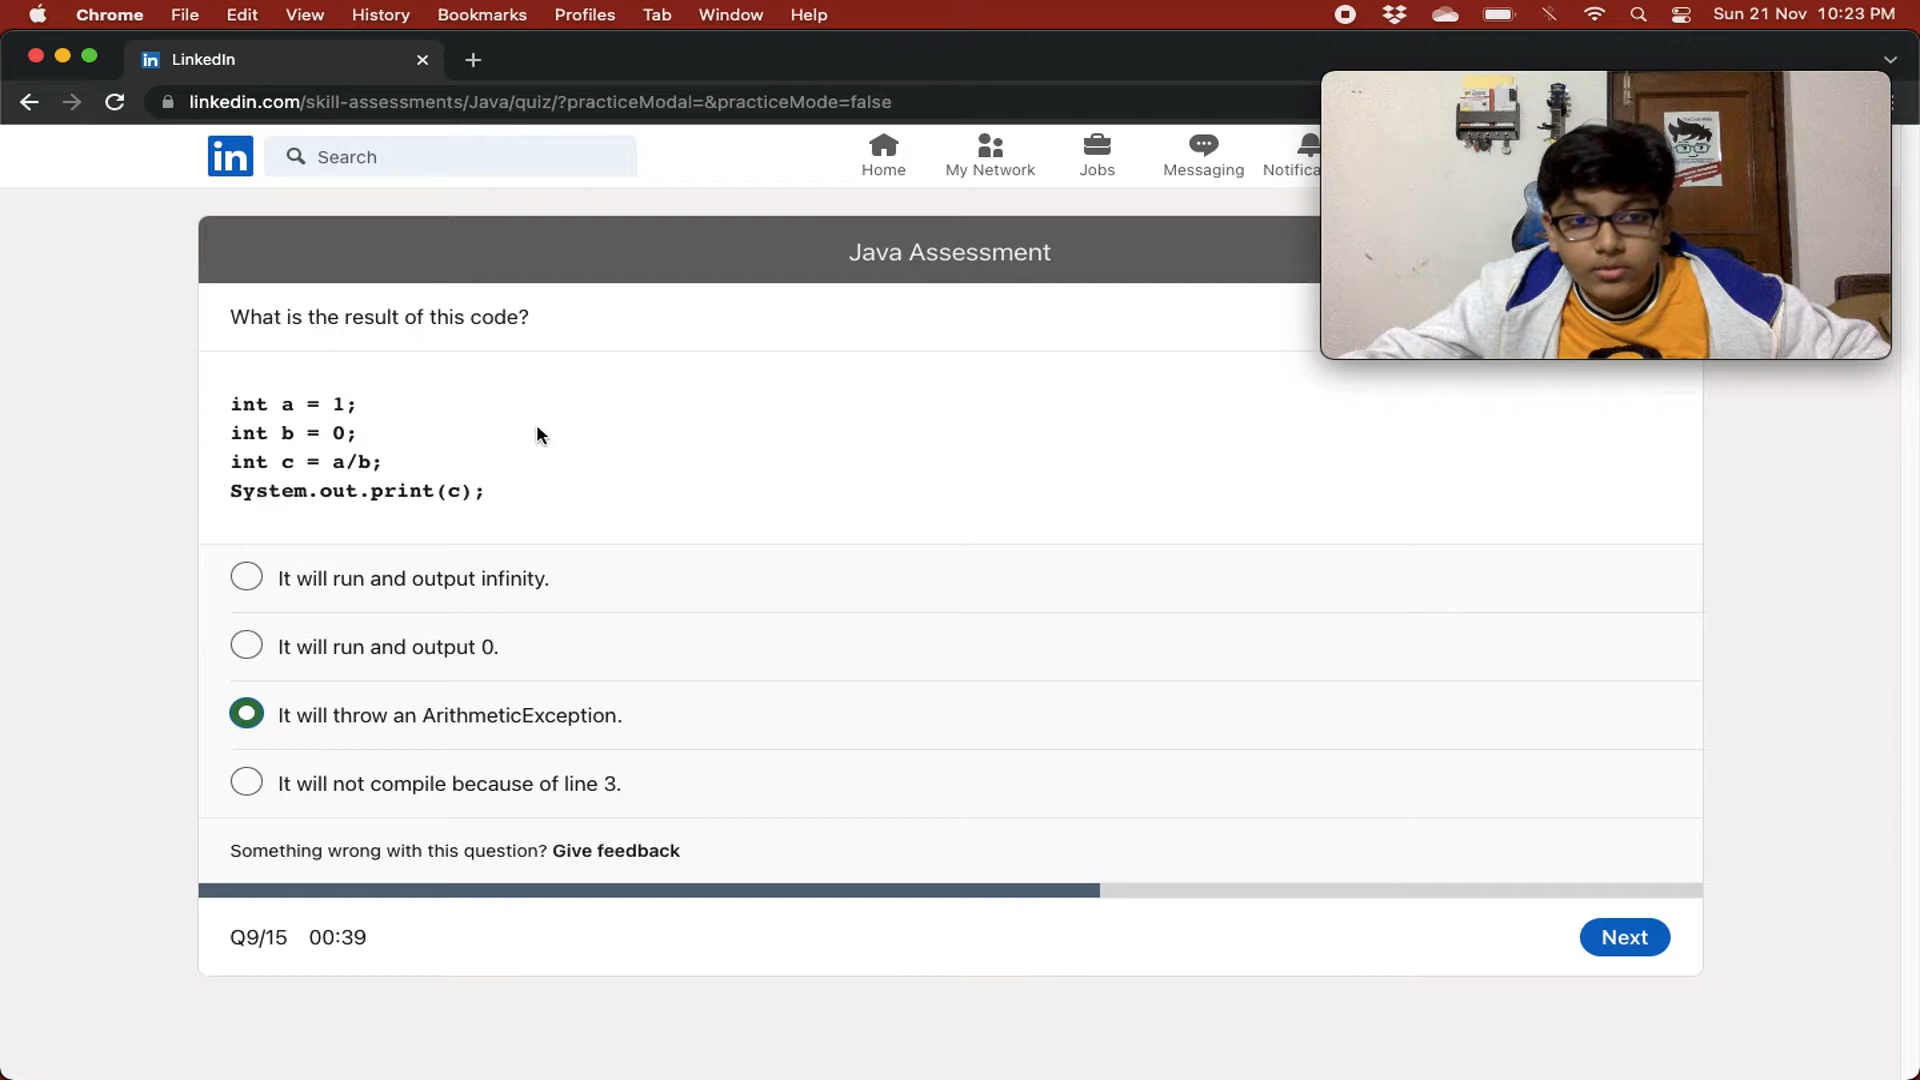 Chrome File Edit View History Bookmarks Profiles Tab Window Help Sun 21 Nov 10:23 PM
in LinkedIn
linkedin.com/skill-assessments/Java/quiz/?practiceModal=&practiceMode=false
in Search Home My Network Jobs Messaging Notifica
Java Assessment
What is the result of this code?
int a = 1;
int b = 0;
int c = a/b;
System.out.print(c);
It will run and output infinity.
It will run and output 0.
It will throw an ArithmeticException.
It will not compile because of line 3.
Something wrong with this question? Give feedback
Q9/15 00:39 Next